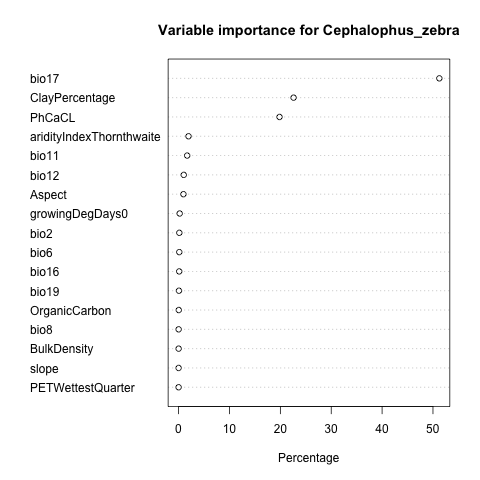 Variable importance for Cephalophus_zebra
bio17
ClayPercentage
PhCaCL
aridityIndexThornthwaite
bio11
bio12
Aspect
growingDegDays0
bio2
bio6
bio16
bio19
OrganicCarbon
bio8
BulkDensity
slope
PETWettestQuarter
0 10 20 30 40 50
Percentage